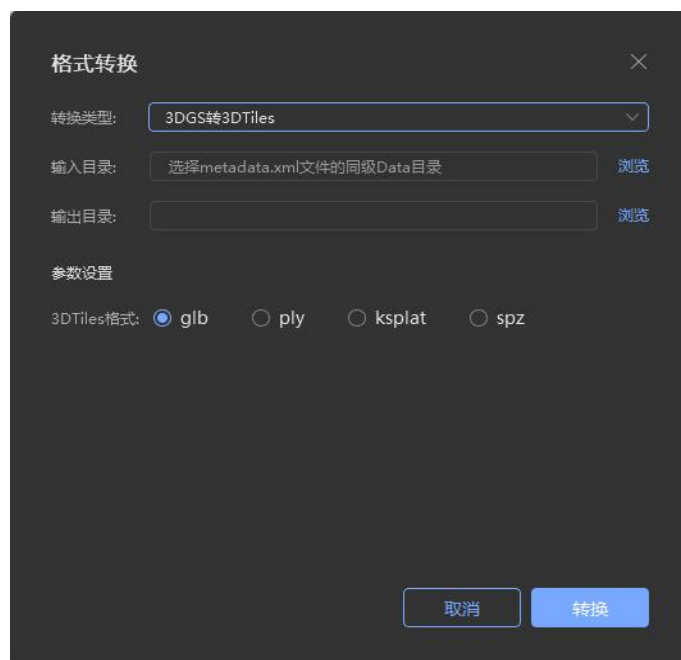 格式转换
转换类型: 3DGS转3DTiles
输入目录: 选择metadata.xml文件的同级Data目录 浏览
输出目录: 浏览
参数设置
3DTiles格式: glb ply ksplat spz
取消 转换